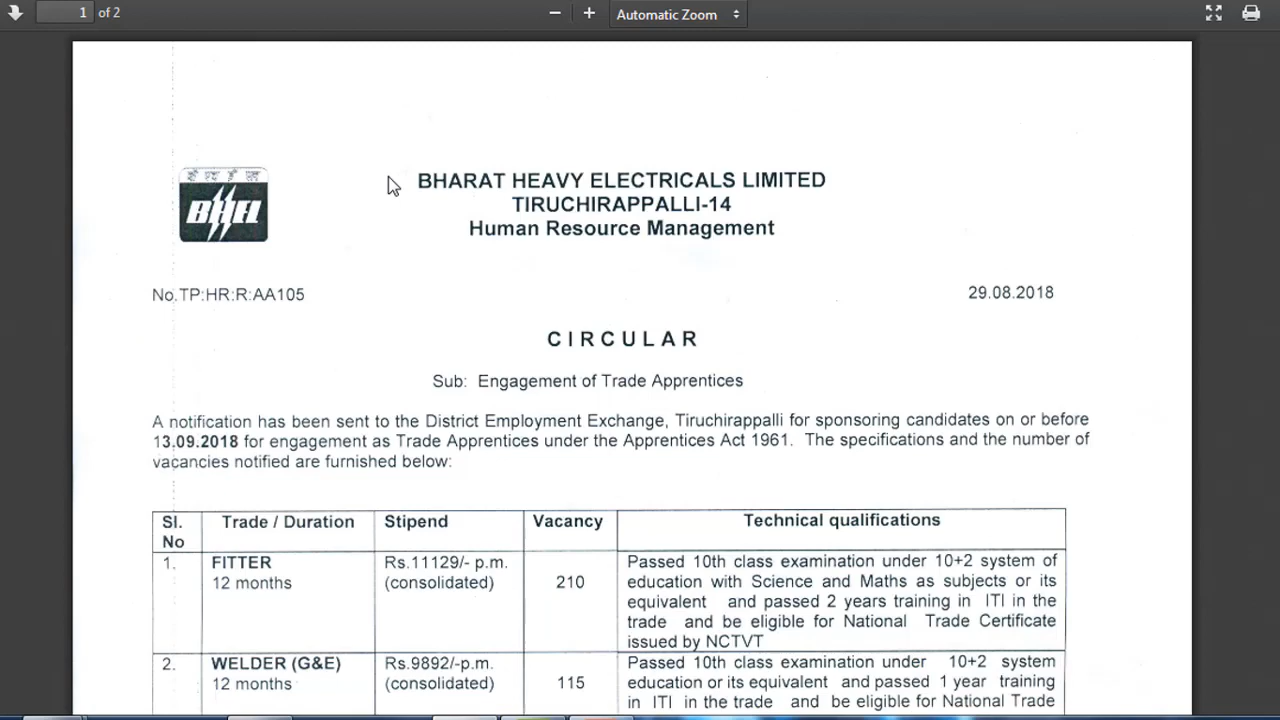 1 of 2
Automatic Zoom
BHEL
BHARAT HEAVY ELECTRICALS LIMITED
TIRUCHIRAPPALLI-14
Human Resource Management
No.TP:HR:R:AA105
29.08.2018
CIRCULAR
Sub: Engagement of Trade Apprentices
A notification has been sent to the District Employment Exchange, Tiruchirappalli for sponsoring candidates on or before
13.09.2018 for engagement as Trade Apprentices under the Apprentices Act 1961. The specifications and the number of
vacancies notified are furnished below:
Sl. No
Trade / Duration
Stipend
Vacancy
Technical qualifications
1.
FITTER
12 months
Rs.11129/- p.m.
(consolidated)
210
Passed 10th class examination under 10+2 system of
education with Science and Maths as subjects or its
equivalent and passed 2 years training in ITI in the
trade and be eligible for National Trade Certificate
issued by NCTVT
2.
WELDER (G&E)
12 months
Rs.9892/-p.m.
(consolidated)
115
Passed 10th class examination under 10+2 system
education or its equivalent and passed 1 year training
in ITI in the trade and be eligible for National Trade